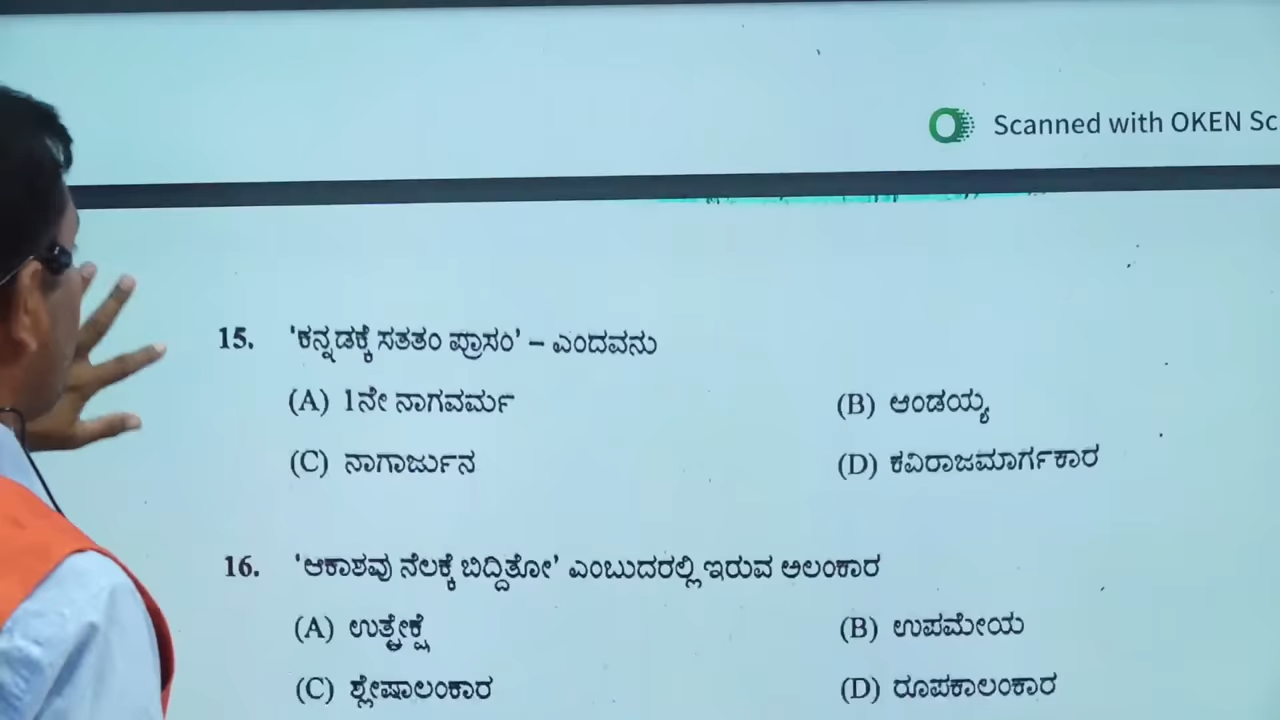 Scanned with OKEN Sc
15. 'ಕನ್ನಡಕ್ಕೆ ಸತತಂ ಪ್ರಾಸಂ' – ಎಂದವನು
(A) 1ನೇ ನಾಗವರ್ಮ (B) ಆಂಡಯ್ಯ
(C) ನಾಗಾರ್ಜುನ (D) ಕವಿರಾಜಮಾರ್ಗಕಾರ
16. 'ಆಕಾಶವು ನೆಲಕ್ಕೆ ಬಿದ್ದಿತೋ' ಎಂಬುದರಲ್ಲಿ ಇರುವ ಅಲಂಕಾರ
(A) ಉತ್ಪ್ರೇಕ್ಷೆ (B) ಉಪಮೇಯ
(C) ಶ್ಲೇಷಾಲಂಕಾರ (D) ರೂಪಕಾಲಂಕಾರ